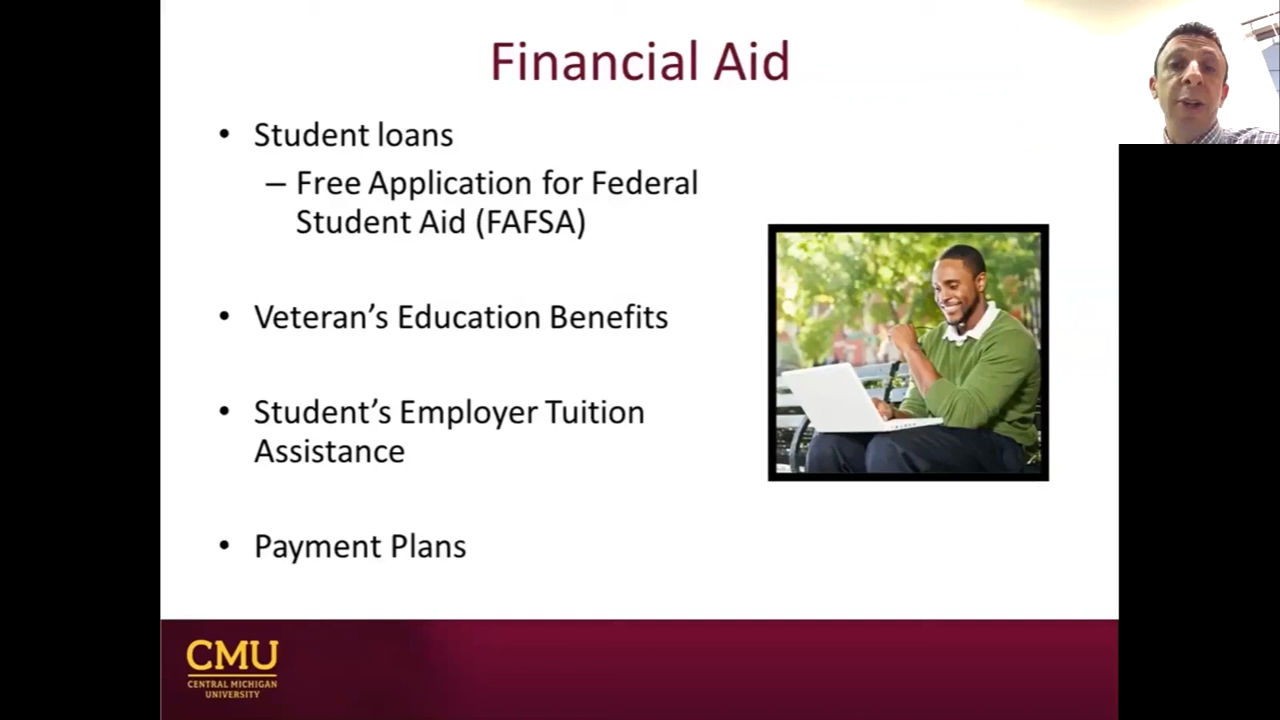 Financial Aid
• Student loans
– Free Application for Federal
Student Aid (FAFSA)
• Veteran’s Education Benefits
• Student’s Employer Tuition
Assistance
• Payment Plans
CMU
CENTRAL MICHIGAN
UNIVERSITY